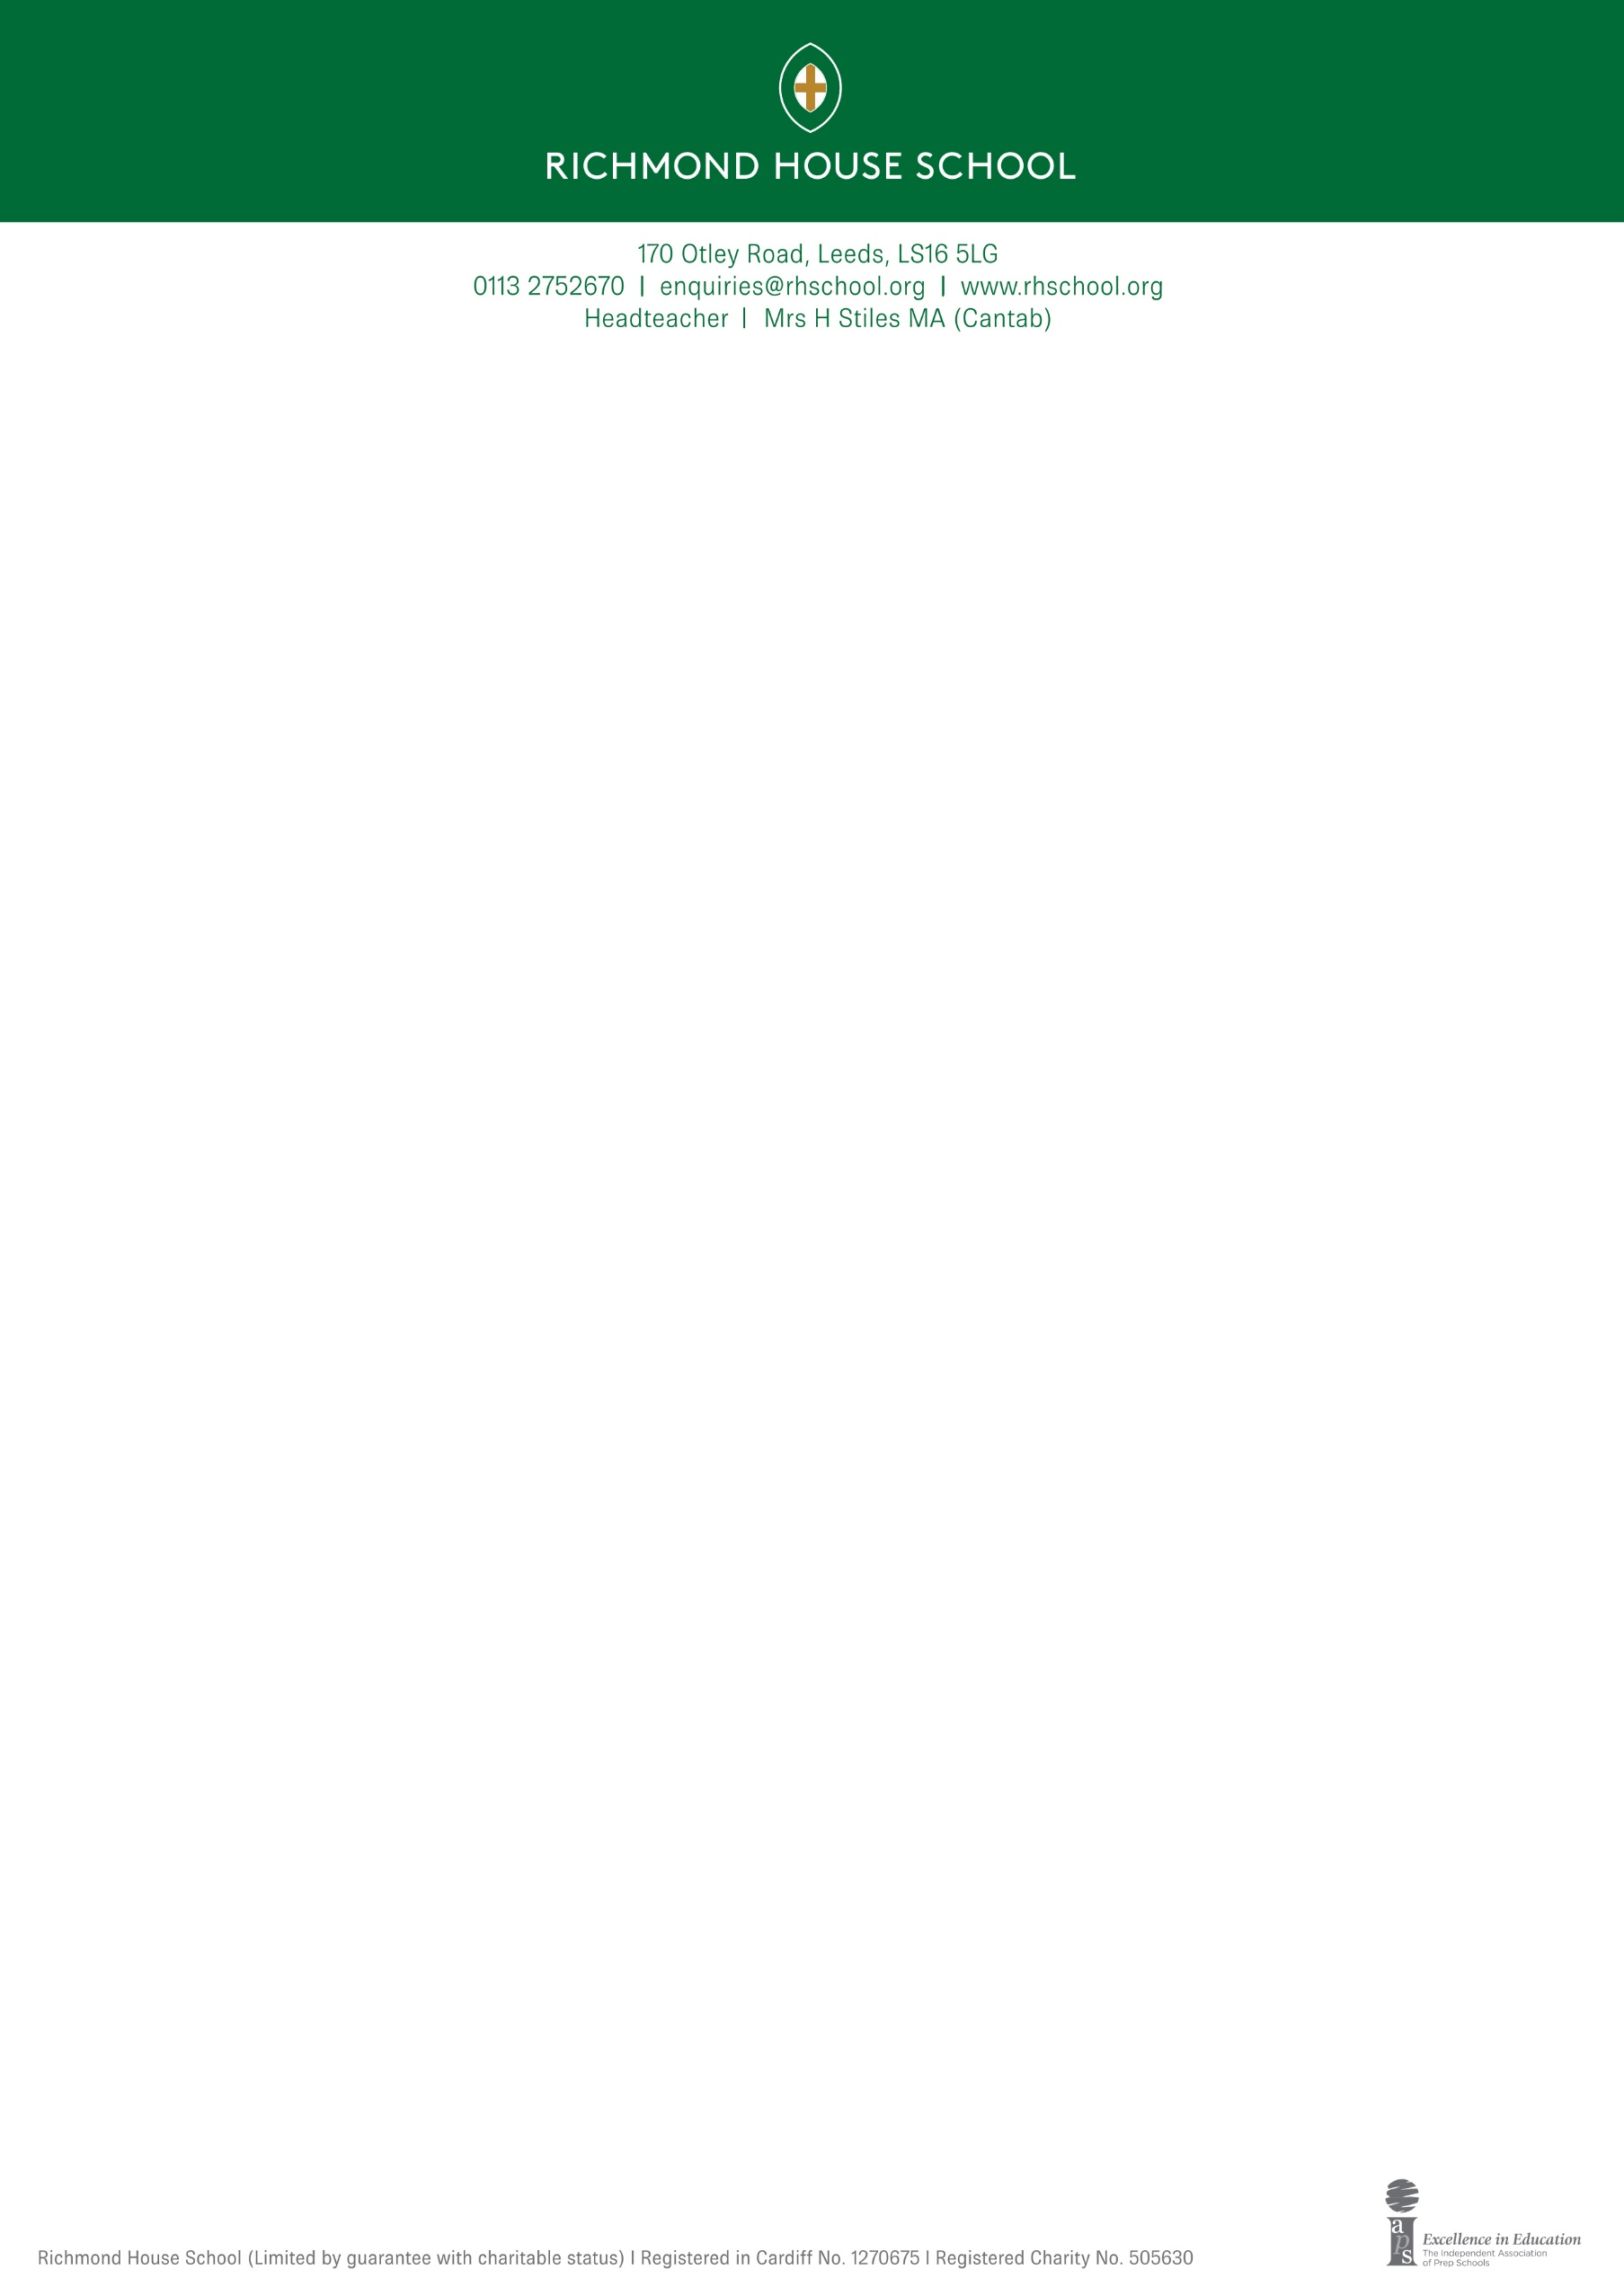 RICHMOND HOUSE SCHOOL
170 Otley Road, Leeds, LS16 5LG
0113 2752670 | enquiries@rhschool.org | www.rhschool.org
Headteacher | Mrs H Stiles MA (Cantab)
iaps
Excellence in Education
The Independent Association
of Prep Schools
Richmond House School (Limited by guarantee with charitable status) I Registered in Cardiff No. 1270675 I Registered Charity No. 505630